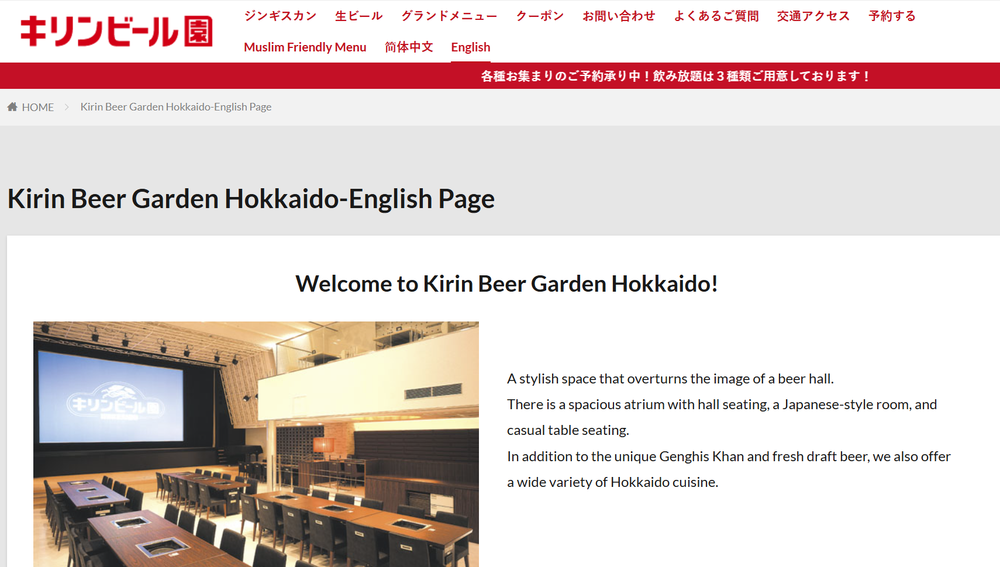 キリンビール園
ジンギスカン 生ビール グランドメニュー クーポン お問い合わせ よくあるご質問 交通アクセス 予約する
Muslim Friendly Menu 简体中文 English
各種お集まりのご予約承り中！飲み放題は３種類ご用意しております！
HOME Kirin Beer Garden Hokkaido-English Page
Kirin Beer Garden Hokkaido-English Page
Welcome to Kirin Beer Garden Hokkaido!
キリンビール園
A stylish space that overturns the image of a beer hall.
There is a spacious atrium with hall seating, a Japanese-style room, and
casual table seating.
In addition to the unique Genghis Khan and fresh draft beer, we also offer
a wide variety of Hokkaido cuisine.